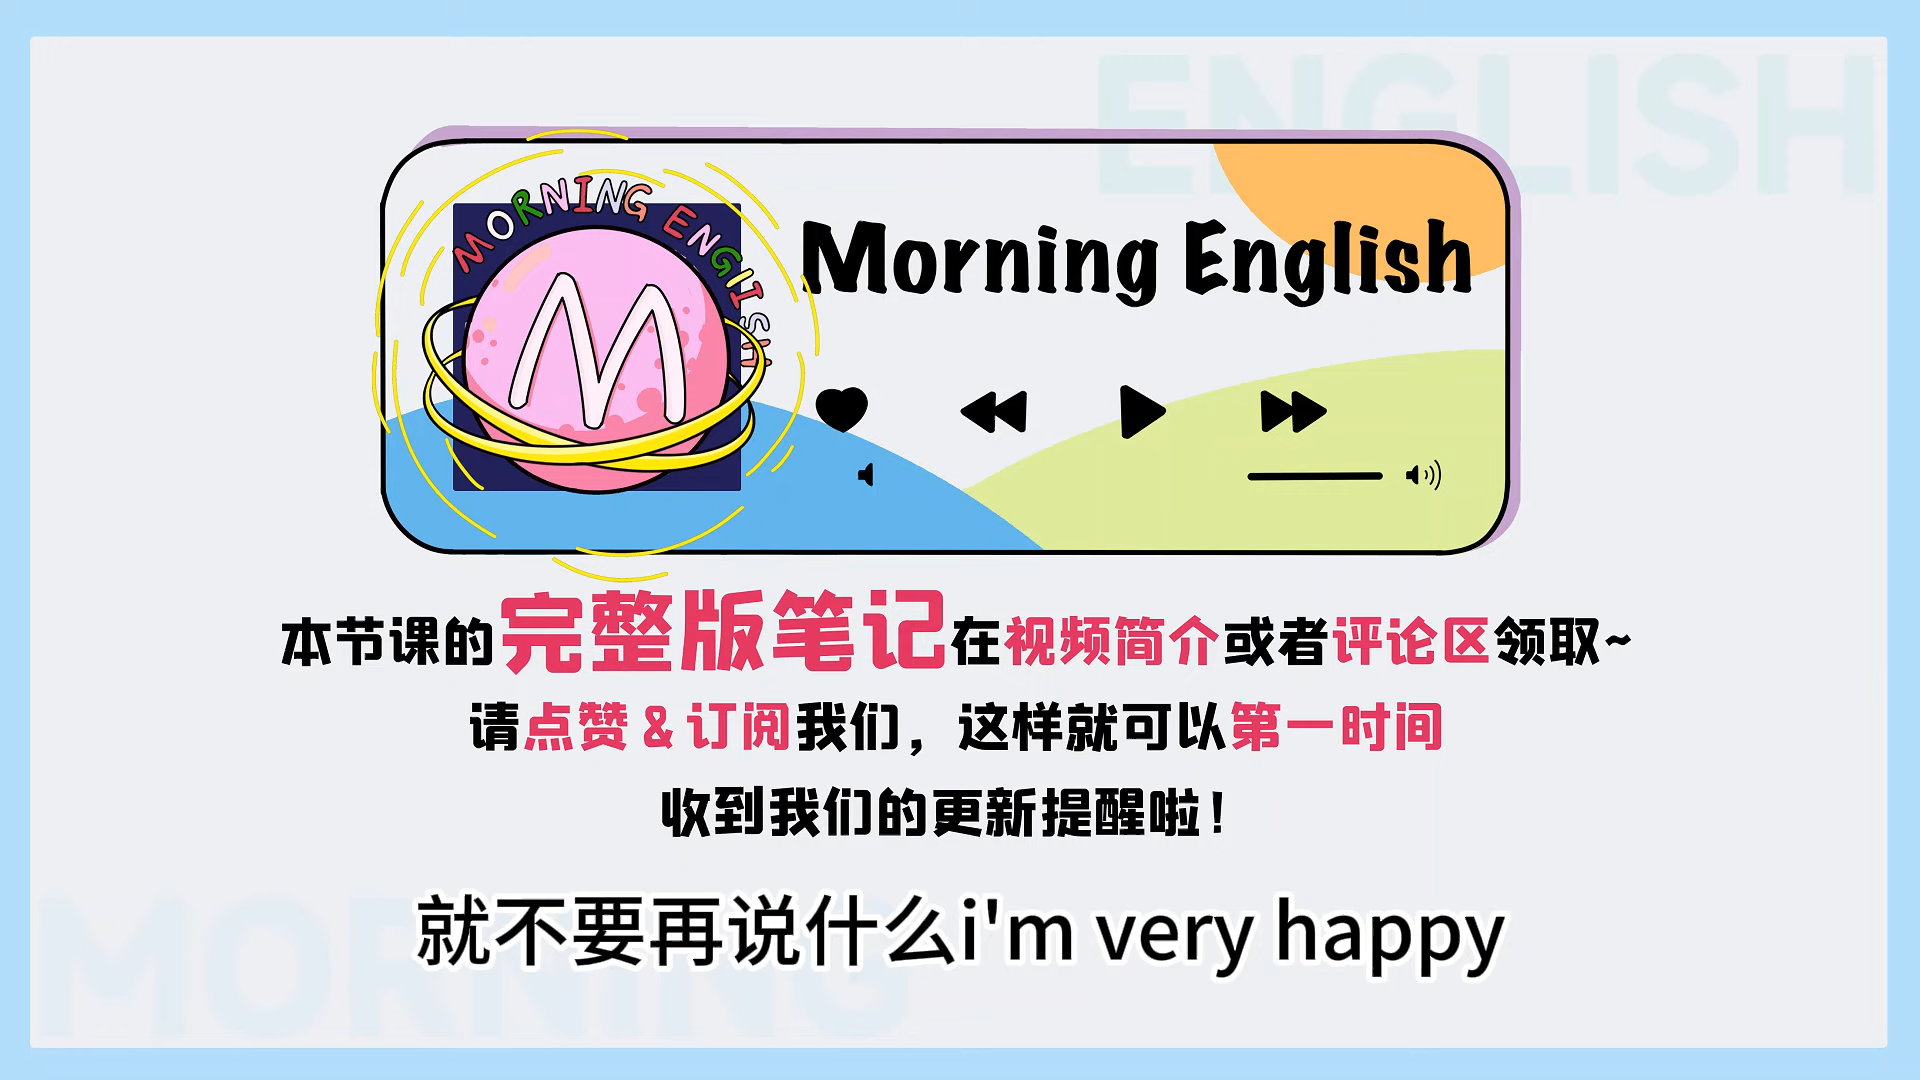 ENGLISH
MORNING ENGLISH
M
Morning English
本节课的完整版笔记在视频简介或者评论区领取~
请点赞&订阅我们，这样就可以第一时间
收到我们的更新提醒啦！
就不要再说什么i'm very happy
MORNING